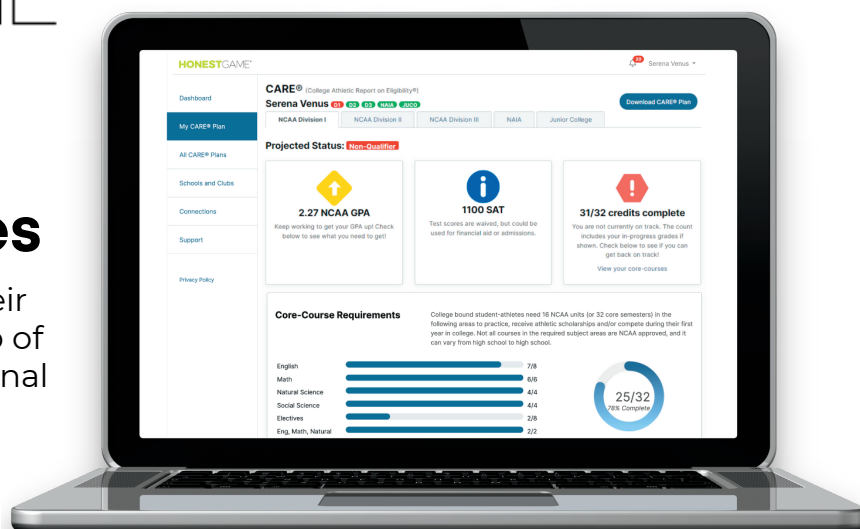 es
eir
o of
nal
HONESTGAME
20
Serena Venus
Dashboard
My CARE® Plan
All CARE® Plans
Schools and Clubs
Connections
Support
Privacy Policy
CARE® (College Athletic Report on Eligibility®)
Serena Venus D1 D2 D3 NAIA JUCO
Download CARE® Plan
NCAA Division I NCAA Division II NCAA Division III NAIA Junior College
Projected Status: Non-Qualifier
2.27 NCAA GPA
Keep working to get your GPA up! Check
below to see what you need to get!
1100 SAT
Test scores are waived, but could be
used for financial aid or admissions.
31/32 credits complete
You are not currently on track. The count
includes your in-progress grades if
shown. Check below to see if you can
get back on track!
View your core-courses
Core-Course Requirements
College bound student-athletes need 16 NCAA units (or 32 core semesters) in the
following areas to practice, receive athletic scholarships and/or compete during their first
year in college. Not all courses in the required subject areas are NCAA approved, and it
can vary from high school to high school.
English 7/8
Math 6/6
Natural Science 4/4
Social Science 4/4
Electives 2/8
Eng, Math, Natural 2/2
25/32
78% Complete